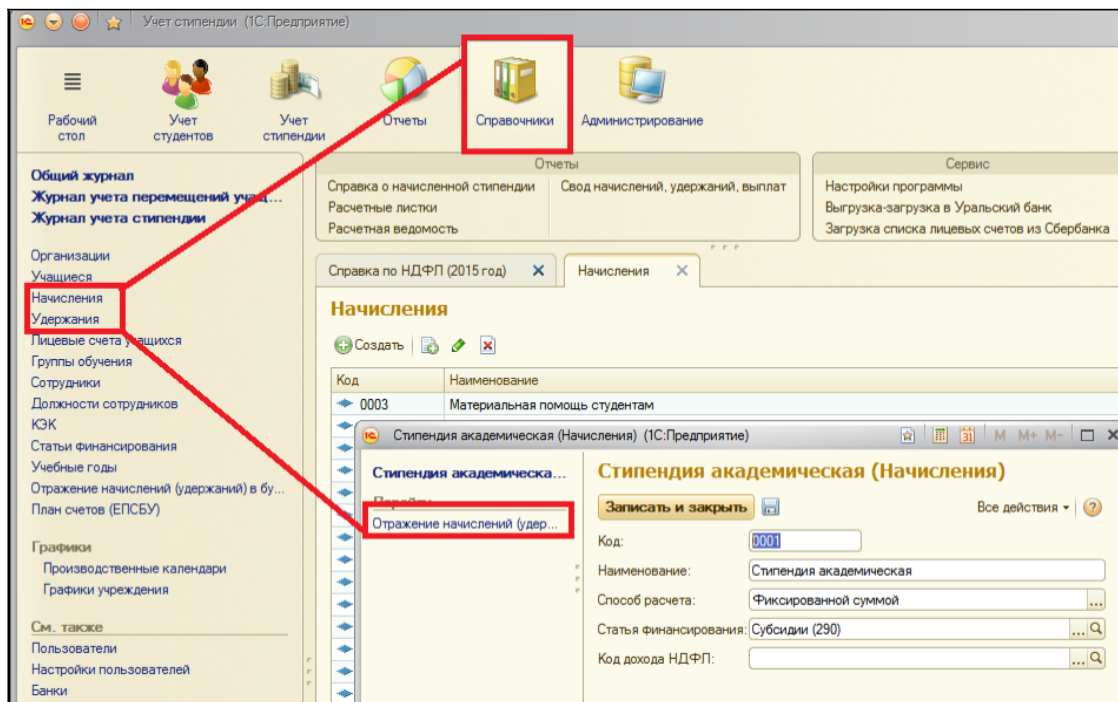 Учет стипендии (1С:Предприятие)
Рабочий стол
Учет студентов
Учет стипендии
Отчеты
Справочники
Администрирование
Общий журнал
Журнал учета перемещений учащ...
Журнал учета стипендии
Организации
Учащиеся
Начисления
Удержания
Лицевые счета учащихся
Группы обучения
Сотрудники
Должности сотрудников
КЭК
Статьи финансирования
Учебные годы
Отражение начислений (удержаний) в бу...
План счетов (ЕПСБУ)
Графики
Производственные календари
Графики учреждения
См. также
Пользователи
Настройки пользователей
Банки
Отчеты
Справка о начисленной стипендии
Свод начислений, удержаний, выплат
Расчетные листки
Расчетная ведомость
Сервис
Настройки программы
Выгрузка-загрузка в Уральский банк
Загрузка списка лицевых счетов из Сбербанка
Справка по НДФЛ (2015 год)
Начисления
Начисления
Создать
Код Наименование
0003 Материальная помощь студентам
Стипендия академическая (Начисления) (1С:Предприятие)
31 M M+ M-
Стипендия академическа...
Перейти
Отражение начислений (удер...
Стипендия академическая (Начисления)
Записать и закрыть
Все действия
Код: 0001
Наименование: Стипендия академическая
Способ расчета: Фиксированной суммой
Статья финансирования: Субсидии (290)
Код дохода НДФЛ: